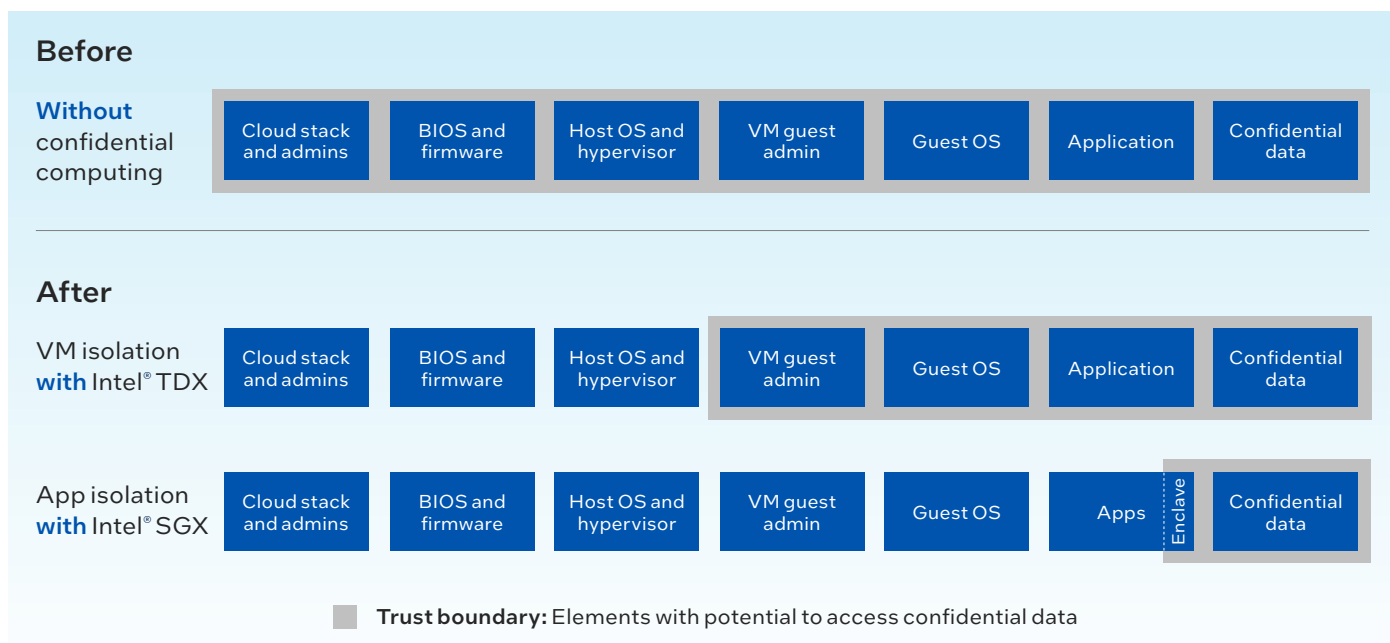 Before
Without
confidential
computing
Cloud stack
and admins
BIOS and
firmware
Host OS and
hypervisor
VM guest
admin
Guest OS
Application
Confidential
data
After
VM isolation
with Intel® TDX
Cloud stack
and admins
BIOS and
firmware
Host OS and
hypervisor
VM guest
admin
Guest OS
Application
Confidential
data
App isolation
with Intel® SGX
Cloud stack
and admins
BIOS and
firmware
Host OS and
hypervisor
VM guest
admin
Guest OS
Apps
Enclave
Confidential
data
Trust boundary: Elements with potential to access confidential data